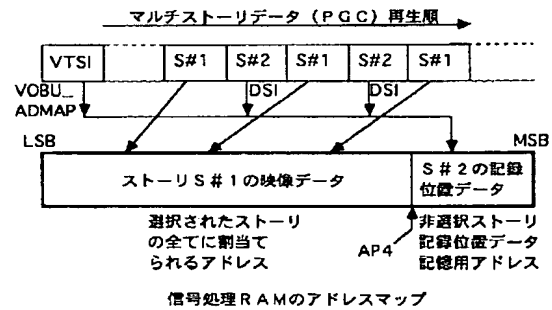 マルチストーリデータ（PGC）再生順
VTSI S#1 S#2 S#1 S#2 S#1
VOBU_ DSI DSI
ADMAP
LSB MSB
ストーリS#1の映像データ
S#2の記録
位置データ
選択されたストーリ
の全てに割当て
られるアドレス
AP4
非選択ストーリ
記録位置データ
記憶用アドレス
信号処理RAMのアドレスマップ